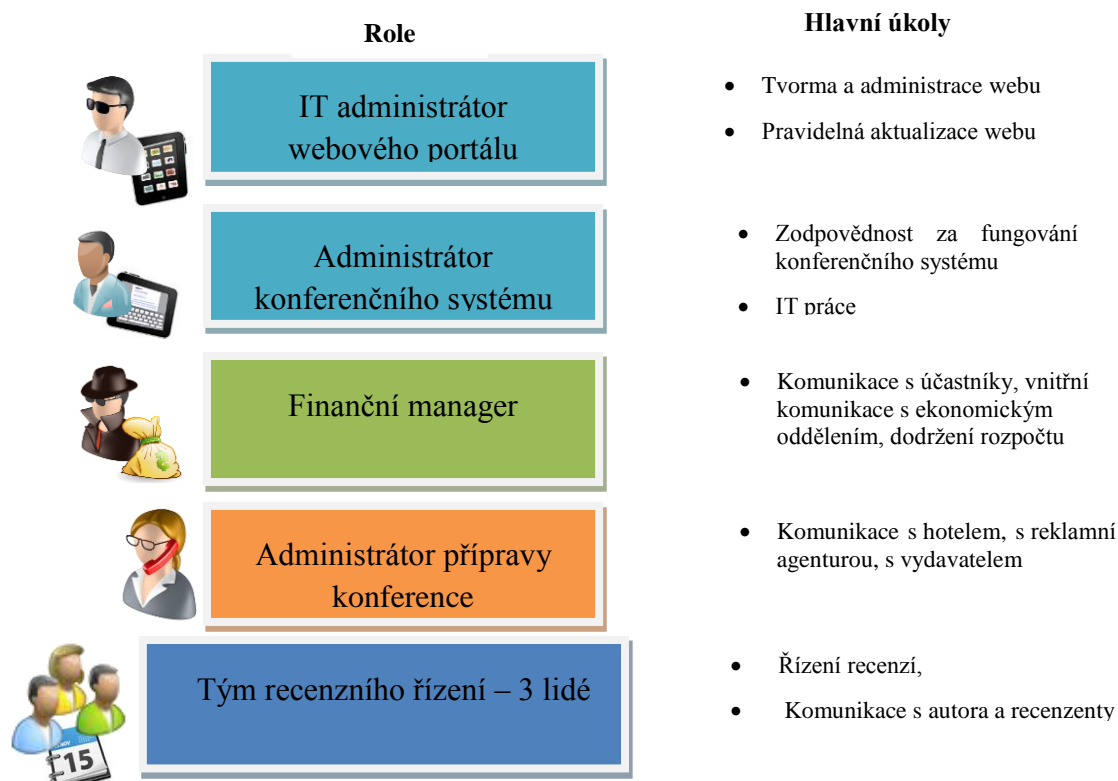 Role
Hlavní úkoly
IT administrátor
webového portálu
• Tvorma a administrace webu
• Pravidelná aktualizace webu
Administrátor
konferenčního systému
• Zodpovědnost za fungování
konferenčního systému
• IT práce
Finanční manager
• Komunikace s účastníky, vnitřní
komunikace s ekonomickým
oddělením, dodržení rozpočtu
Administrátor přípravy
konference
• Komunikace s hotelem, s reklamní
agenturou, s vydavatelem
Tým recenzního řízení – 3 lidé
• Řízení recenzí,
• Komunikace s autora a recenzenty
NOV
15